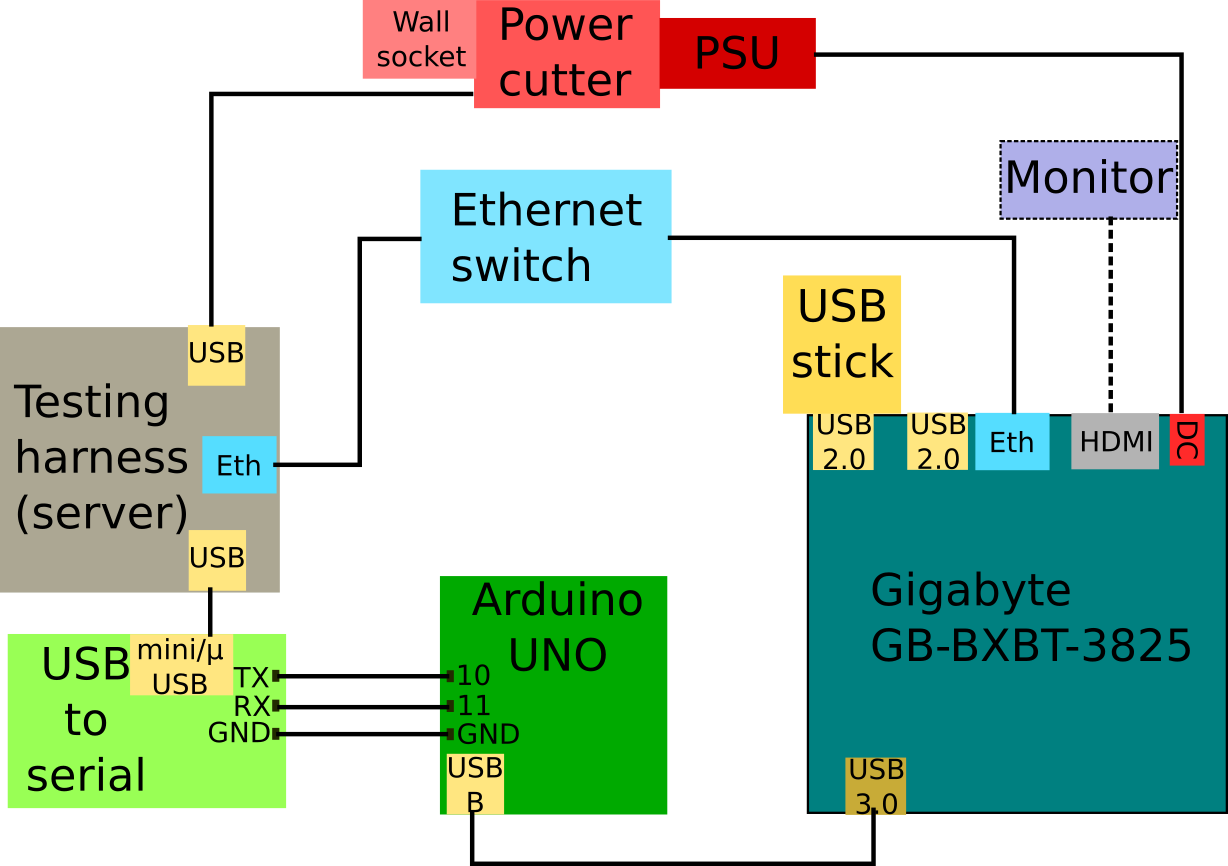 Wall
socket
Power
cutter
PSU
Monitor
Ethernet
switch
USB
stick
USB
Testing
harness
(server)
Eth
USB
USB
2.0
USB
2.0
Eth
HDMI
DC
Gigabyte
GB-BXBT-3825
USB
3.0
USB
to
serial
mini/µ
USB
TX
RX
GND
Arduino
UNO
10
11
GND
USB
B